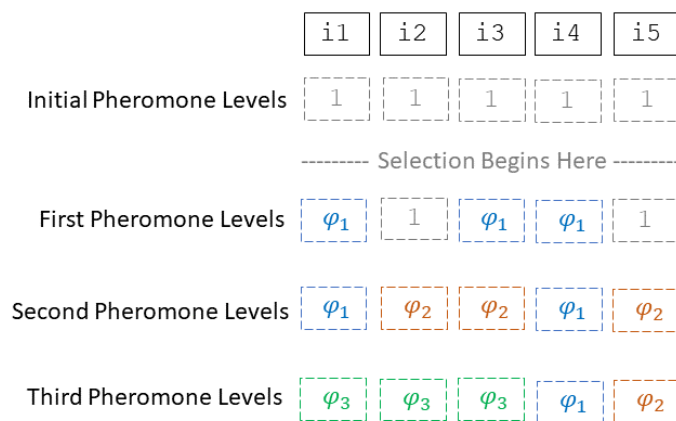 i1 i2 i3 i4 i5
Initial Pheromone Levels 1 1 1 1 1
--------- Selection Begins Here -------
First Pheromone Levels φ₁ 1 φ₁ φ₁ 1
Second Pheromone Levels φ₁ φ₂ φ₂ φ₁ φ₂
Third Pheromone Levels φ₃ φ₃ φ₃ φ₁ φ₂